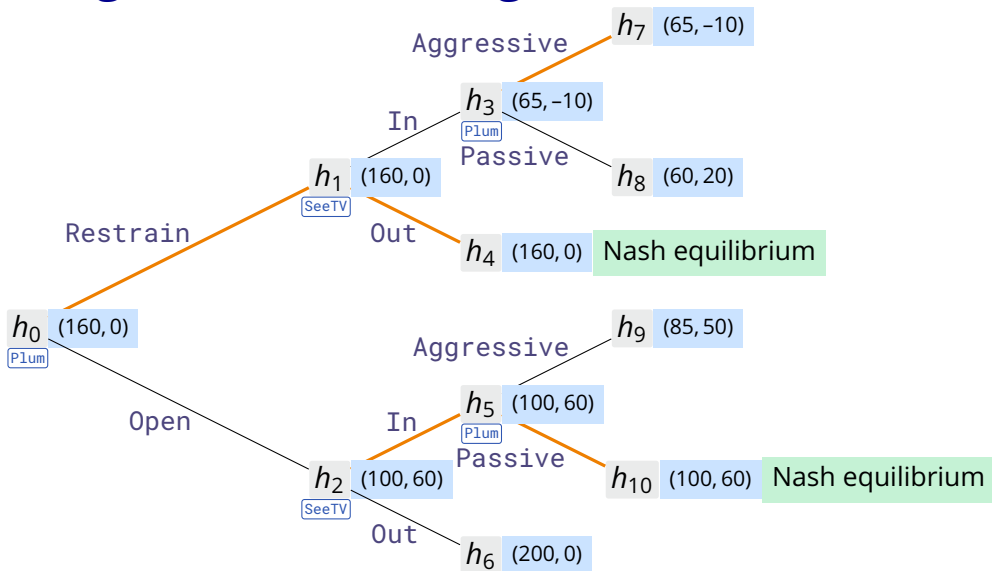 h7 (65, –10)
Aggressive
h3 (65, –10)
Plum
In
Passive
h1 (160, 0)
SeeTV
h8 (60, 20)
Restrain
Out
h4 (160, 0) Nash equilibrium
h0 (160, 0)
Plum
h9 (85, 50)
Aggressive
Open
h5 (100, 60)
Plum
In
Passive
h2 (100, 60)
SeeTV
h10 (100, 60) Nash equilibrium
Out
h6 (200, 0)